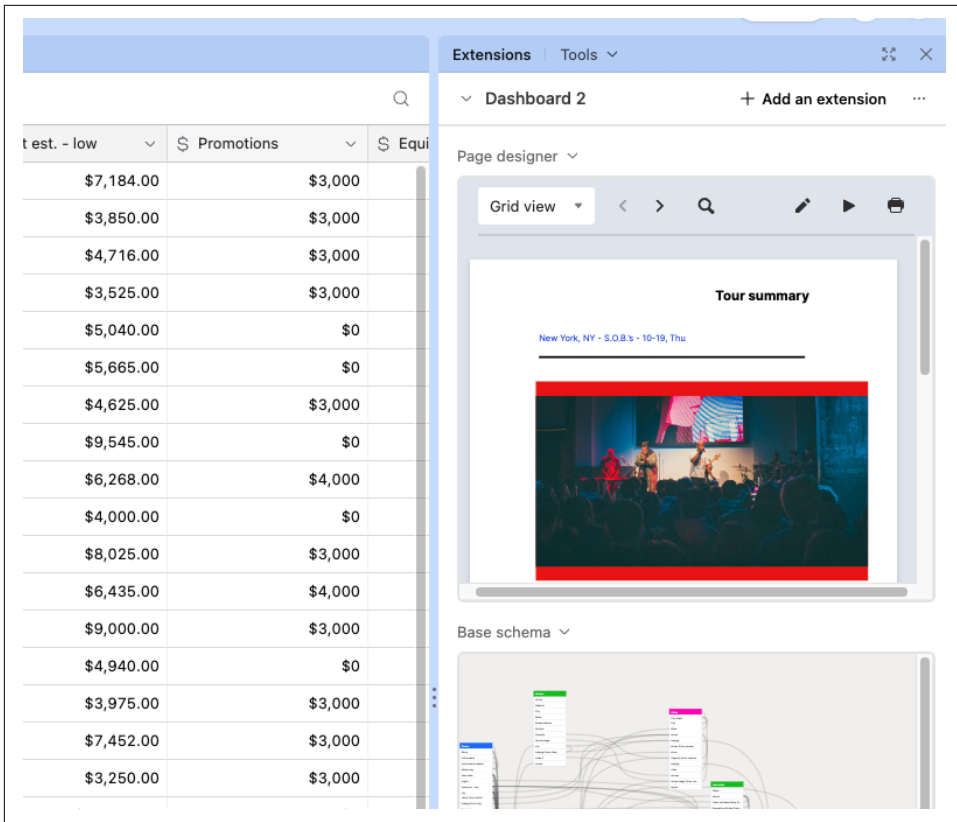 Extensions Tools
Dashboard 2 + Add an extension ...
t est. - low $ Promotions $ Equi
$7,184.00 $3,000
$3,850.00 $3,000
$4,716.00 $3,000
$3,525.00 $3,000
$5,040.00 $0
$5,665.00 $0
$4,625.00 $3,000
$9,545.00 $0
$6,268.00 $4,000
$4,000.00 $0
$8,025.00 $3,000
$6,435.00 $4,000
$9,000.00 $3,000
$4,940.00 $0
$3,975.00 $3,000
$7,452.00 $3,000
$3,250.00 $3,000
Page designer
Grid view
Tour summary
New York, NY - S.O.B.'s - 10-19, Thu
Base schema